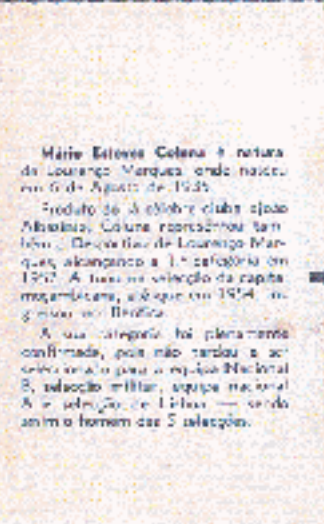 Mário Esteves Coluna é natural
de Lourenço Marques, onde nasceu
em 6 de Agosto de
Produto do já célebre clube «João
Albasini», Coluna representou tam-
bém o Desportivo de Lourenço Mar-
ques, alcançando a 1.ª categoria em
na selecção da capital
moçambicana, até que em 1954 in-
gressou no Benfica.
A sua categoria foi plenamente
confirmada, pois não tardou a ser
seleccionado para a equipa Nacional
B, selecção militar, equipa nacional
A e selecção de Lisboa — sendo
assim o homem das 5 selecções.